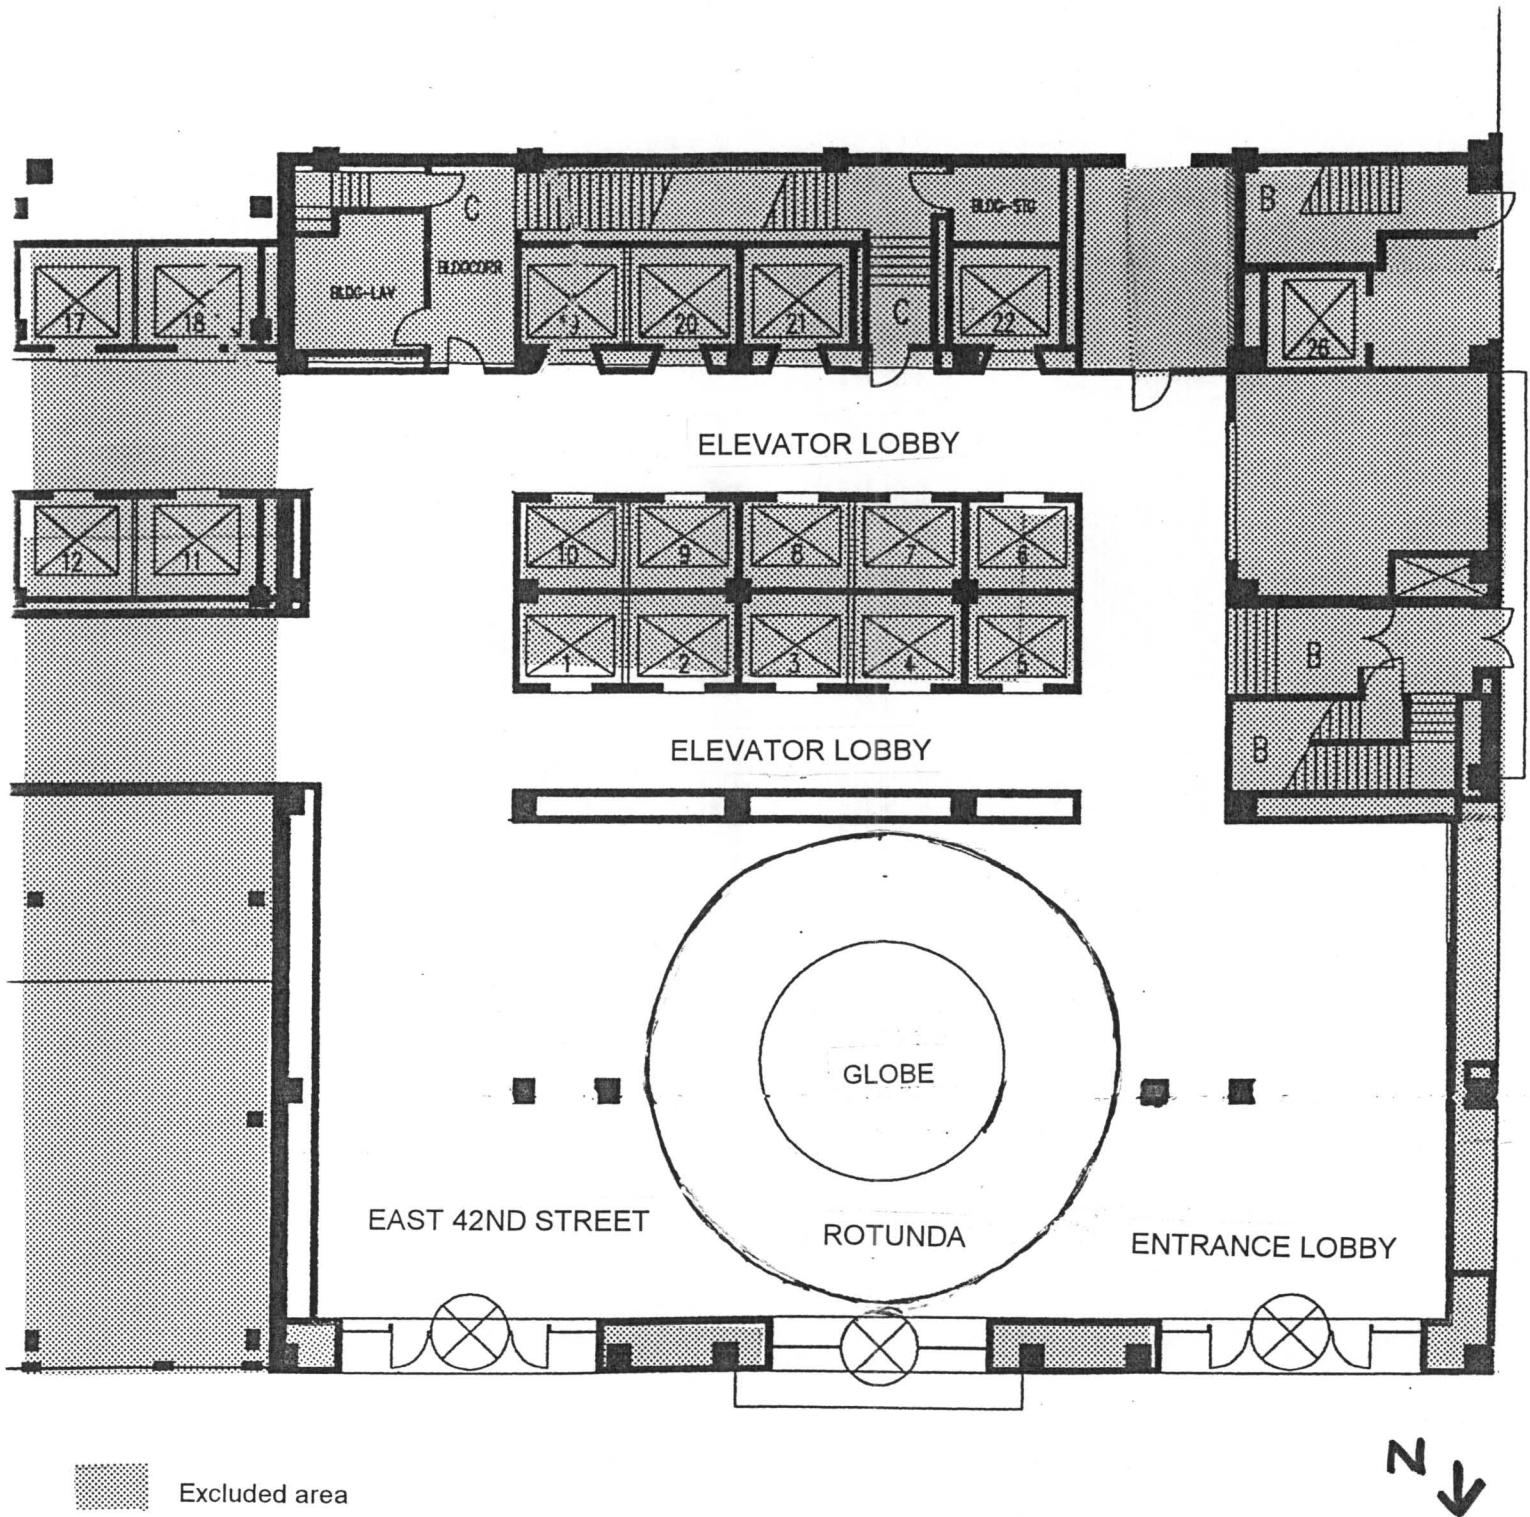 C
B
BLDG-STG
BLDGCORR
BLDG-LAV
17
18
19
20
21
C
22
26
ELEVATOR LOBBY
12
11
10
9
8
7
6
1
2
3
4
5
B
ELEVATOR LOBBY
B
GLOBE
EAST 42ND STREET
ROTUNDA
ENTRANCE LOBBY
N
Excluded area